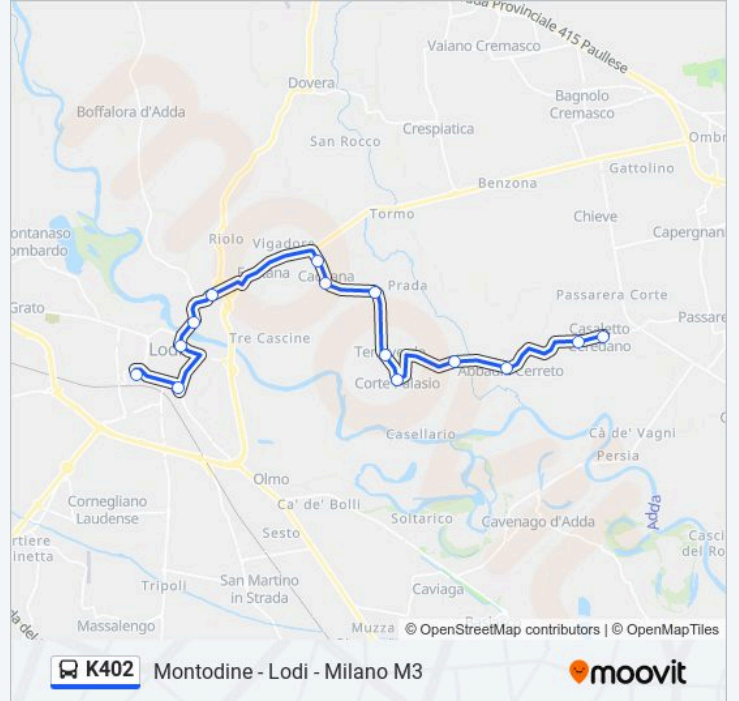 Strada Provinciale 415 Paullese
Vaiano Cremasco
Dovera
Bagnolo
Cremasco
Boffalora d'Adda
Crespiatica
San Rocco
Ombr
Gattolino
Benzona
Tormo
Chieve
Capergnan
ontanaso
ombardo
Riolo
Vigadore
Prada
Passarera Corte
Grato
Passare
Casaletto
Ceredano
Tre Cascine
Lodi
Corte Palasio
Abbadia Cerreto
Casellario
Cà de' Vagni
Persia
Olmo
Adda
Cornegliano
Laudense
Ca' de' Bolli
Soltarico
Cavenago d'Adda
Sesto
rtiere
inetta
Casci
del Ro
Tripoli
San Martino
in Strada
Caviaga
Massalengo
Muzza
© OpenStreetMap contributors | © OpenMapTiles
K402 Montodine - Lodi - Milano M3
moovit